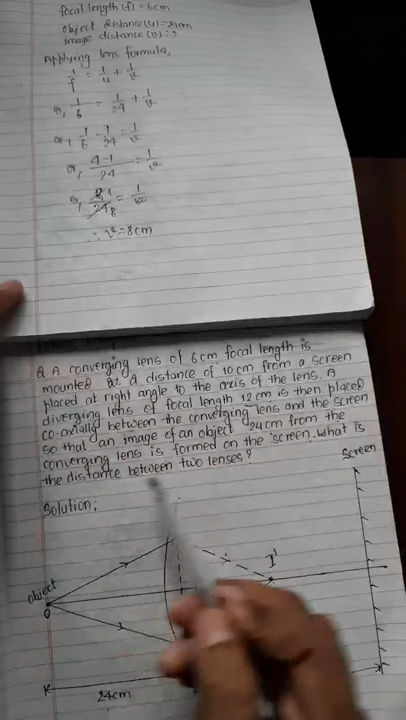 focal length (f) = 6cm
object distance (u) = 24cm
image distance (v) = ?
Applying lens formula,
1/f = 1/u + 1/v
or, 1/6 = 1/24 + 1/v
or, 1/6 - 1/24 = 1/v
or, 4-1/24 = 1/v
or, 3/24 8 = 1/v
∴ v = 8cm
Q. A converging lens of 6cm focal length is
mounted at a distance of 10cm from a screen
placed at right angle to the axis of the lens. A
diverging lens of focal length 12cm is then placed
co-axially between the converging lens and the screen
so that an image of an object 24cm from the
converging lens is formed on the screen. What is
the distance between two lenses?
Solution:
Screen
I'
Object
O
24cm